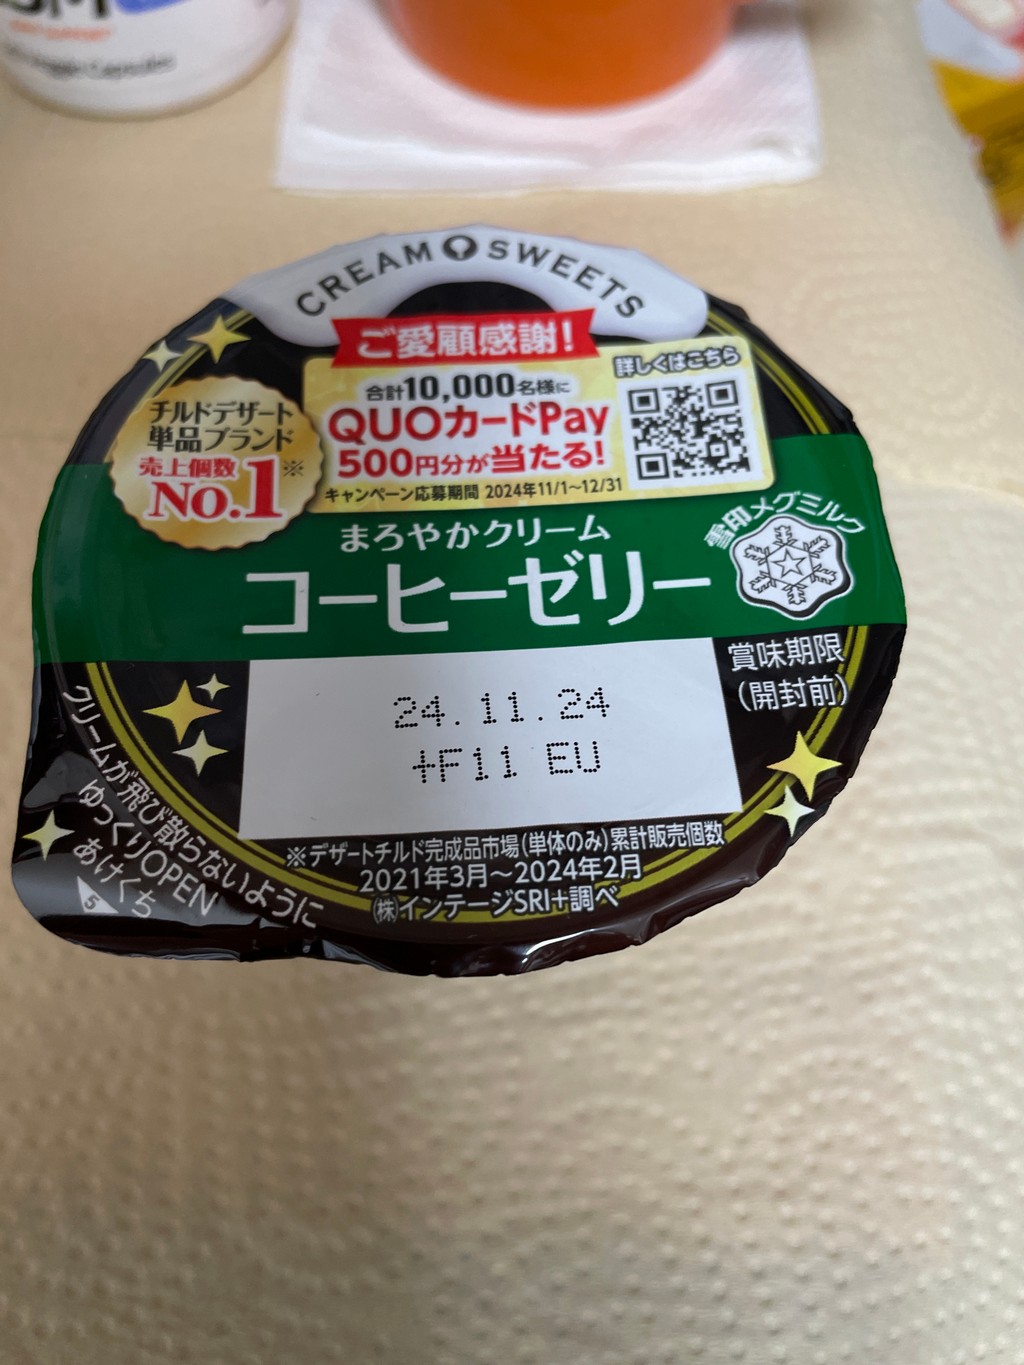 Veggie Capsules
CREAM SWEETS
ご愛顧感謝!
合計10,000名様に
QUOカードPay
500円分が当たる!
キャンペーン応募期間 2024年11/1~12/31
詳しくはこちら
チルドデザート
単品ブランド
売上個数
No.1※
まろやかクリーム
コーヒーゼリー
雪印メグミルク
賞味期限
(開封前)
24.11.24
+F11 EU
※デザートチルド完成品市場(単体のみ)累計販売個数
2021年3月~2024年2月
(株)インテージSRI+調べ
クリームが飛び散らないように
ゆっくりOPEN
あけくち
5